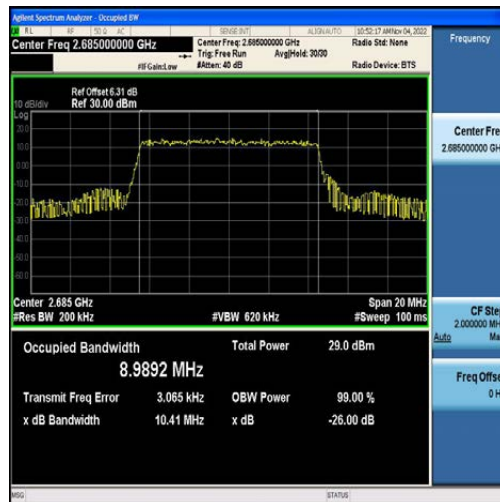 Agilent Spectrum Analyzer - Occupied BW
RL RF 50 Ω AC SENSE:INT ALIGNAUTO 10:52:17 AM Nov 04, 2022
Center Freq 2.685000000 GHz Center Freq: 2.685000000 GHz Radio Std: None Frequency
Trig: Free Run Avg|Hold: 30/30
#IFGain:Low #Atten: 40 dB Radio Device: BTS
Ref Offset 6.31 dB
10 dB/div Ref 30.00 dBm
Log
20.0
10.0
0.00
-10.0
-20.0
-30.0
-40.0
-50.0
-60.0
Center Fre
2.685000000 GH
Center 2.685 GHz Span 20 MHz
#Res BW 200 kHz #VBW 620 kHz #Sweep 100 ms
CF Ste
2.000000 MH
Auto Ma
Occupied Bandwidth Total Power 29.0 dBm
8.9892 MHz
Transmit Freq Error 3.065 kHz OBW Power 99.00 %
x dB Bandwidth 10.41 MHz x dB -26.00 dB
Freq Offse
0 H
MSG STATUS